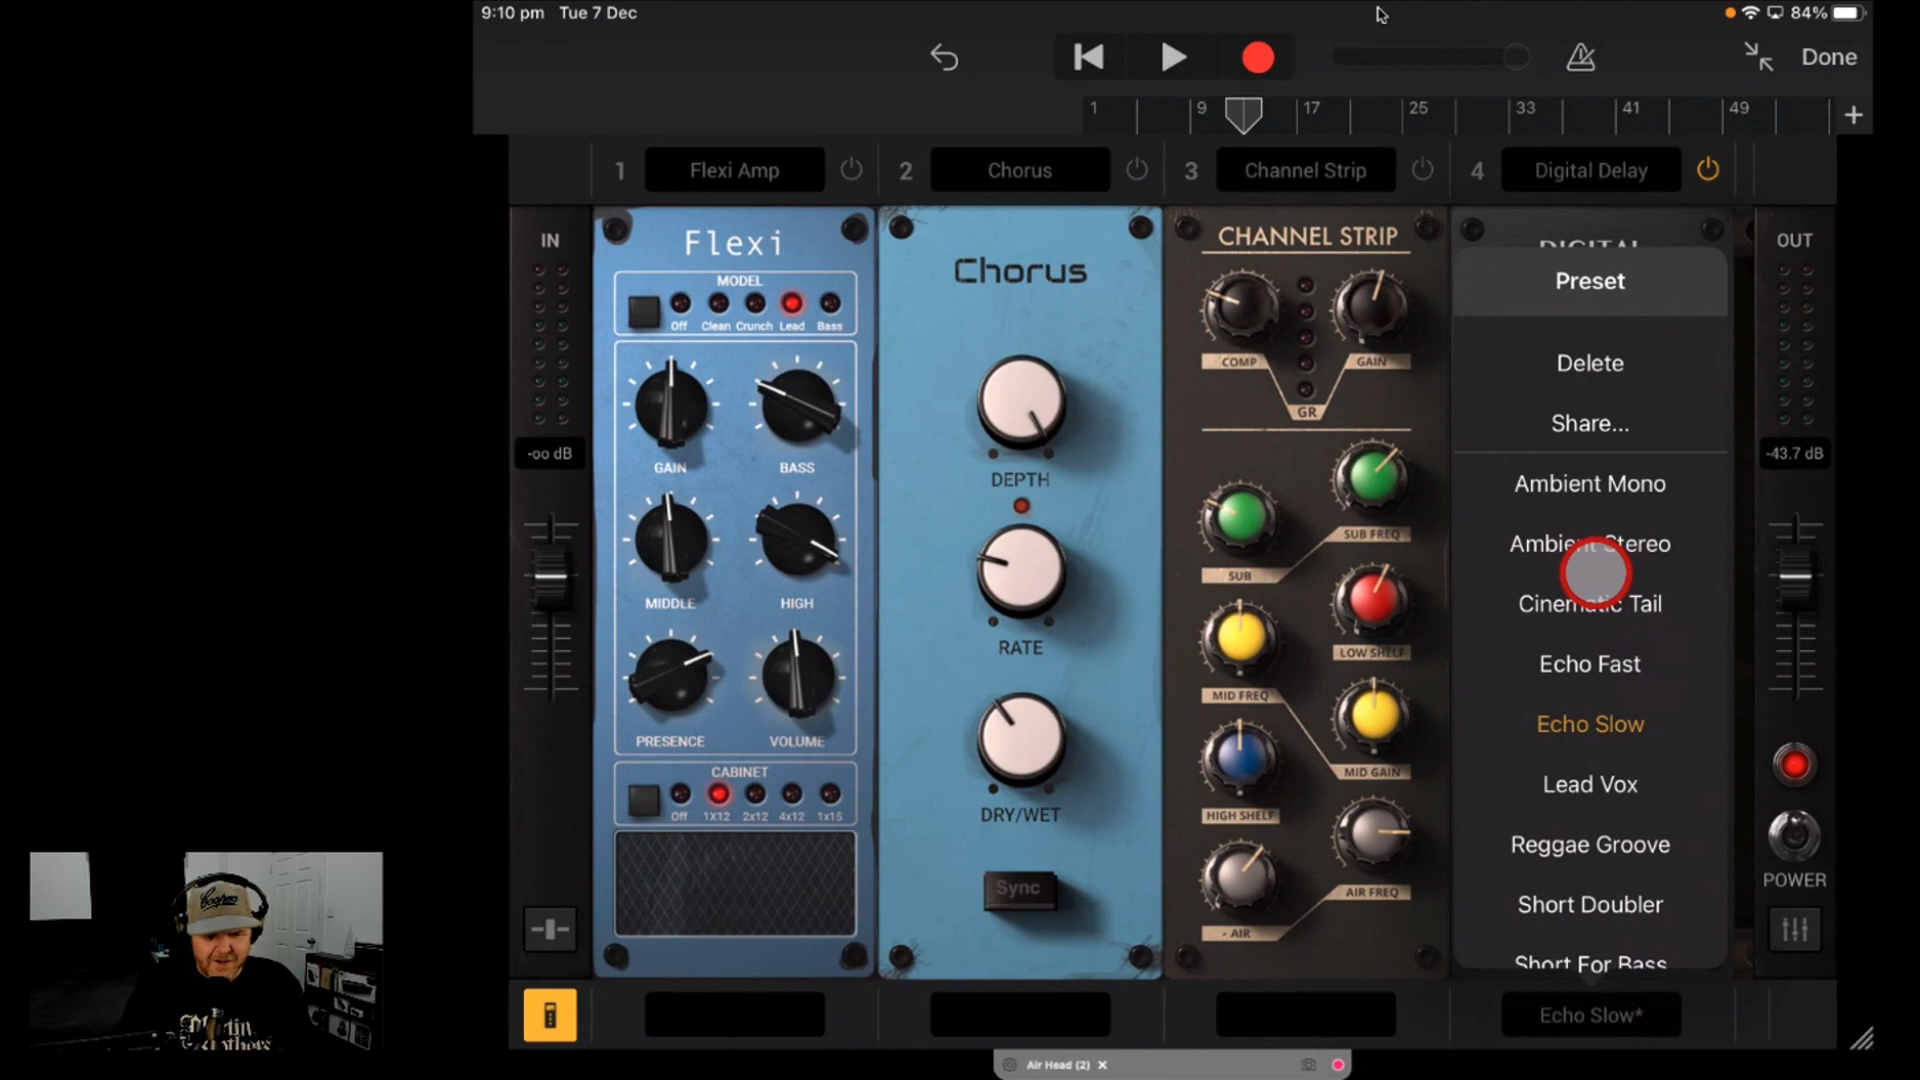 9:10 pm Tue 7 Dec
84%
Done
1 9 17 25 33 41 49 +
1 Flexi Amp
2 Chorus
3 Channel Strip
4 Digital Delay
IN
-oo dB
Flexi
MODEL
Off Clean Crunch Lead Bass
GAIN BASS
MIDDLE HIGH
PRESENCE VOLUME
CABINET
Off 1X12 2x12 4x12 1x15
Chorus
DEPTH
RATE
DRY/WET
Sync
CHANNEL STRIP
COMP GAIN
GR
SUB FREQ
SUB
LOW SHELF
MID FREQ
MID GAIN
HIGH SHELF
AIR FREQ
- AIR
DIGITAL
Preset
Delete
Share...
Ambient Mono
Ambient Stereo
Cinematic Tail
Echo Fast
Echo Slow
Lead Vox
Reggae Groove
Short Doubler
Short For Bass
Echo Slow*
OUT
-43.7 dB
POWER
Air Head (2) ×